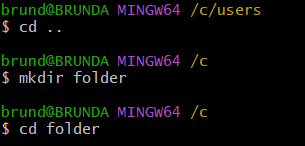 brund@BRUNDA MINGW64 /c/users
$ cd ..
brund@BRUNDA MINGW64 /c
$ mkdir folder
brund@BRUNDA MINGW64 /c
$ cd folder